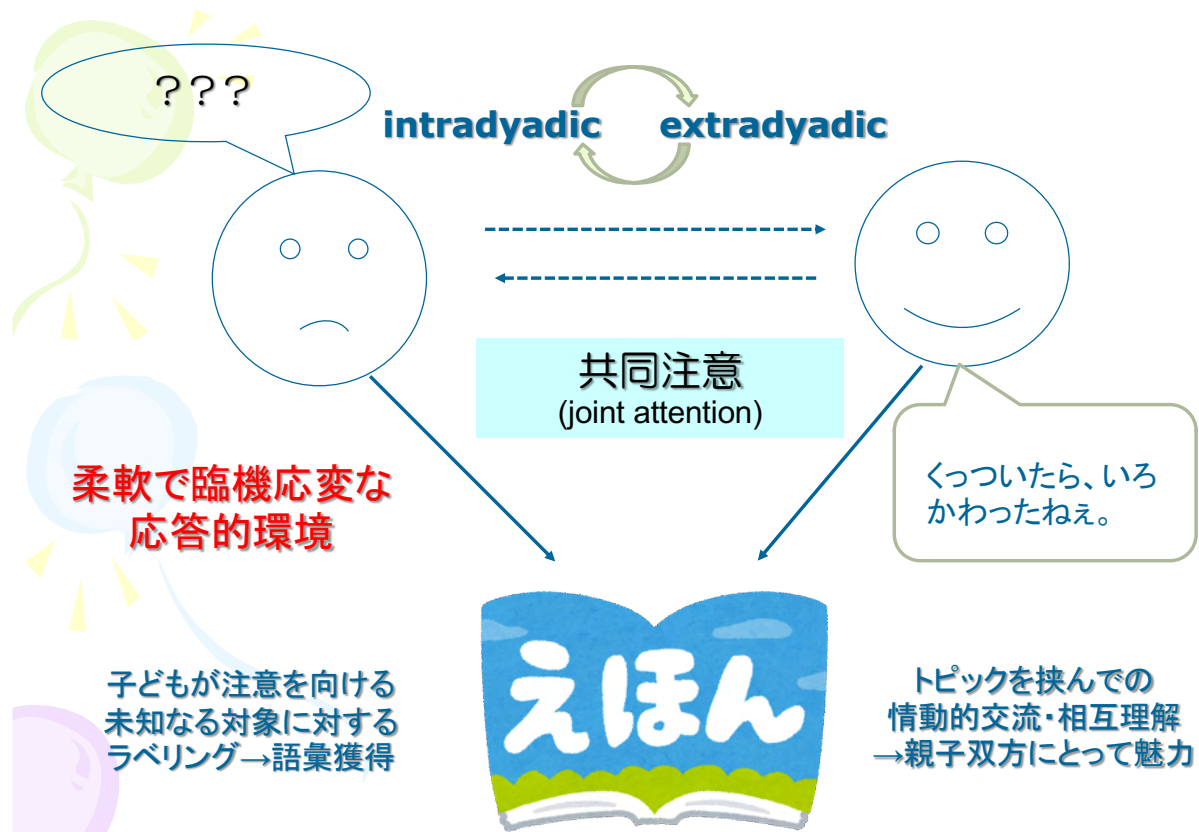 ???
intradyadic extradyadic
共同注意
(joint attention)
くっついたら、いろ
かわったねぇ。
柔軟で臨機応変な
応答的環境
えほん
子どもが注意を向ける
未知なる対象に対する
ラベリング→語彙獲得
トピックを挟んでの
情動的交流・相互理解
→親子双方にとって魅力